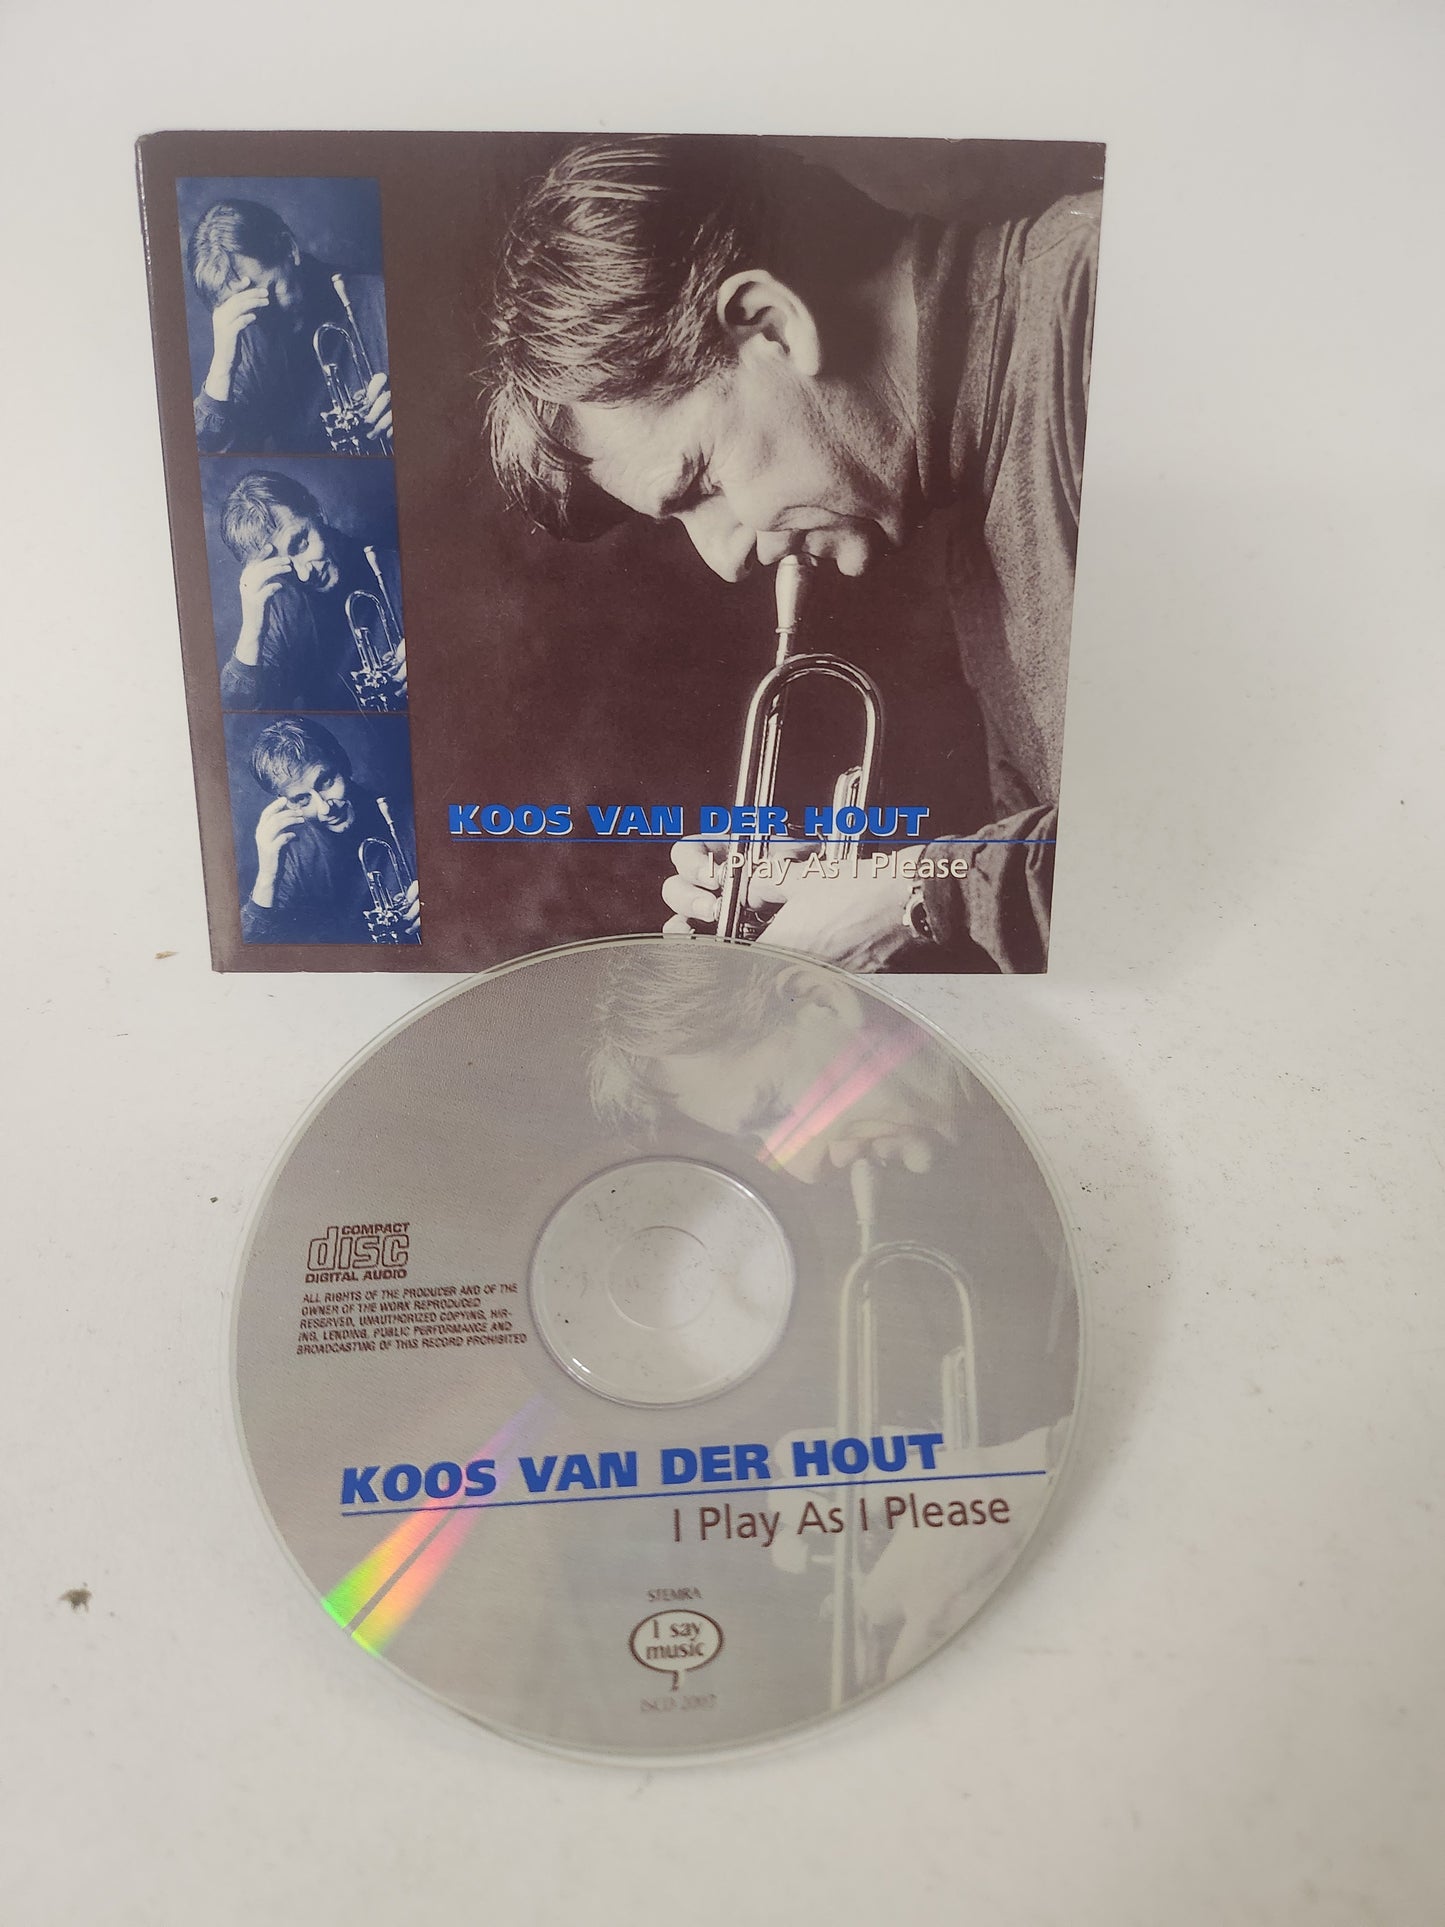 KOOS VAN DER HOUT
I Play As I Please
COMPACT
disc
DIGITAL AUDIO
ALL RIGHTS OF THE PRODUCER AND OF THE
OWNER OF THE WORK REPRODUCED
RESERVED, UNAUTHORIZED COPYING, HIR-
ING, LENDING, PUBLIC PERFORMANCE AND
BROADCASTING OF THIS RECORD PROHIBITED
KOOS VAN DER HOUT
I Play As I Please
STEMRA
I say
music